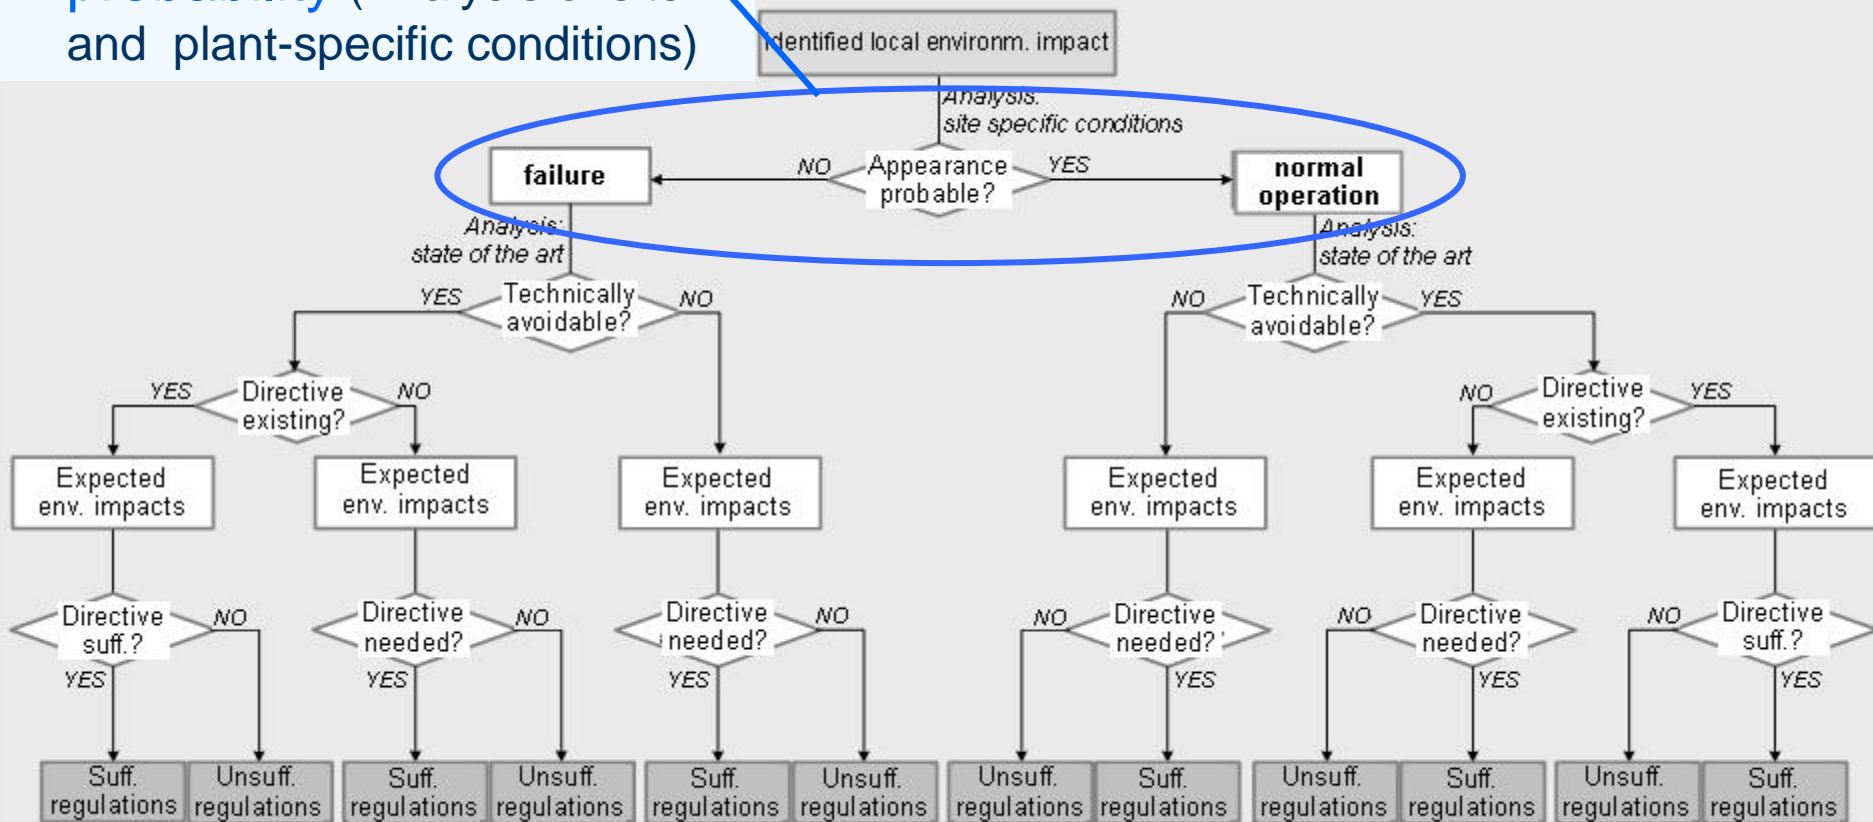 and plant-specific conditions)
Identified local environm. impact
Analysis:
site specific conditions
failure
NO
Appearance
probable?
YES
normal
operation
Analysis:
state of the art
Analysis:
state of the art
YES
Technically
avoidable?
NO
NO
Technically
avoidable?
YES
YES
Directive
existing?
NO
NO
Directive
existing?
YES
Expected
env. impacts
Expected
env. impacts
Expected
env. impacts
Expected
env. impacts
Expected
env. impacts
Expected
env. impacts
Directive
suff.?
NO
YES
Directive
needed?
NO
YES
Directive
needed?
NO
YES
NO
Directive
needed?
YES
NO
Directive
needed?
YES
NO
Directive
suff.?
YES
Suff.
regulations
Unsuff.
regulations
Suff.
regulations
Unsuff.
regulations
Suff.
regulations
Unsuff.
regulations
Unsuff.
regulations
Suff.
regulations
Unsuff.
regulations
Suff.
regulations
Unsuff.
regulations
Suff.
regulations